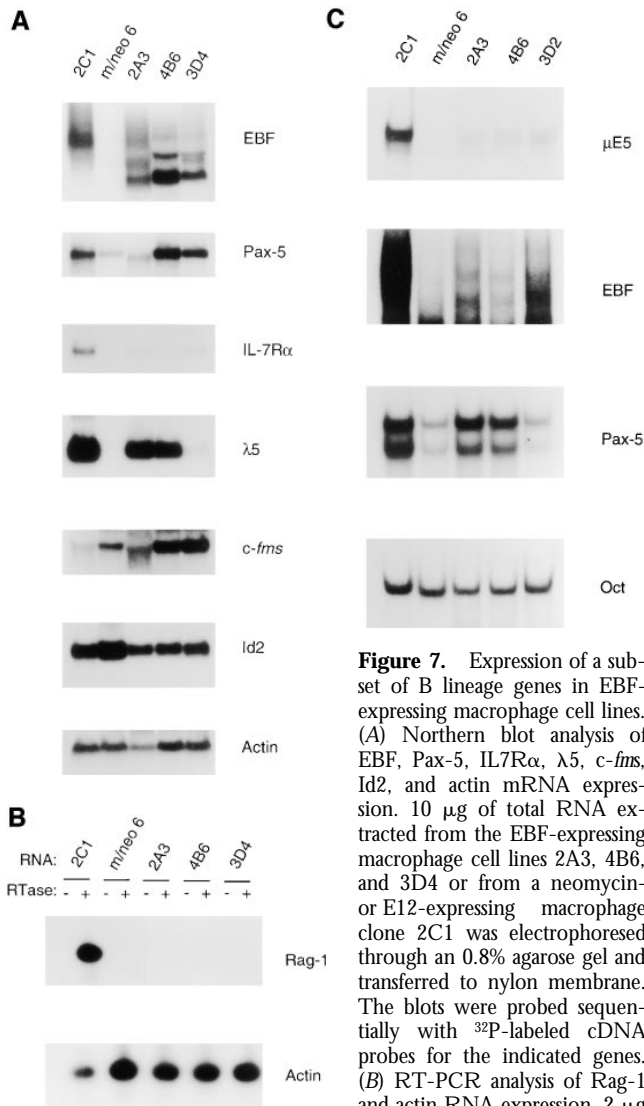 A
2C1 m/neo 6 2A3 4B6 3D4
EBF
Pax-5
IL-7Rα
λ5
c-fms
Id2
Actin
B
RNA: 2C1 m/neo 6 2A3 4B6 3D4
RTase: - + - + - + - + - +
Rag-1
Actin
C
2C1 m/neo 6 2A3 4B6 3D2
μE5
EBF
Pax-5
Oct
Figure 7. Expression of a sub-
set of B lineage genes in EBF-
expressing macrophage cell lines.
(A) Northern blot analysis of
EBF, Pax-5, IL7Rα, λ5, c-fms,
Id2, and actin mRNA expres-
sion. 10 μg of total RNA ex-
tracted from the EBF-expressing
macrophage cell lines 2A3, 4B6,
and 3D4 or from a neomycin-
or E12-expressing macrophage
clone 2C1 was electrophoresed
through an 0.8% agarose gel and
transferred to nylon membrane.
The blots were probed sequen-
tially with ³²P-labeled cDNA
probes for the indicated genes.
(B) RT-PCR analysis of Rag-1
and actin RNA expression. 2 μg